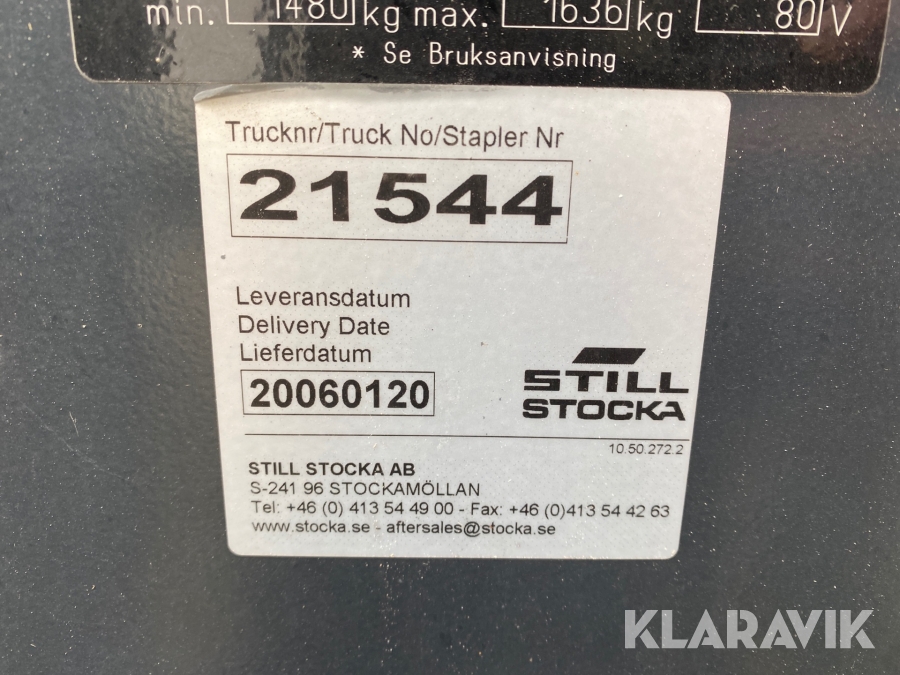 min. 1480 kg max. 1636 kg 80 V
* Se Bruksanvisning
Trucknr/Truck No/Stapler Nr
21544
Leveransdatum
Delivery Date
Lieferdatum
20060120
STILL
STOCKA
10.50.272.2
STILL STOCKA AB
S-241 96 STOCKAMÖLLAN
Tel: +46 (0) 413 54 49 00 - Fax: +46 (0)413 54 42 63
www.stocka.se - aftersales@stocka.se
KLARAVIK